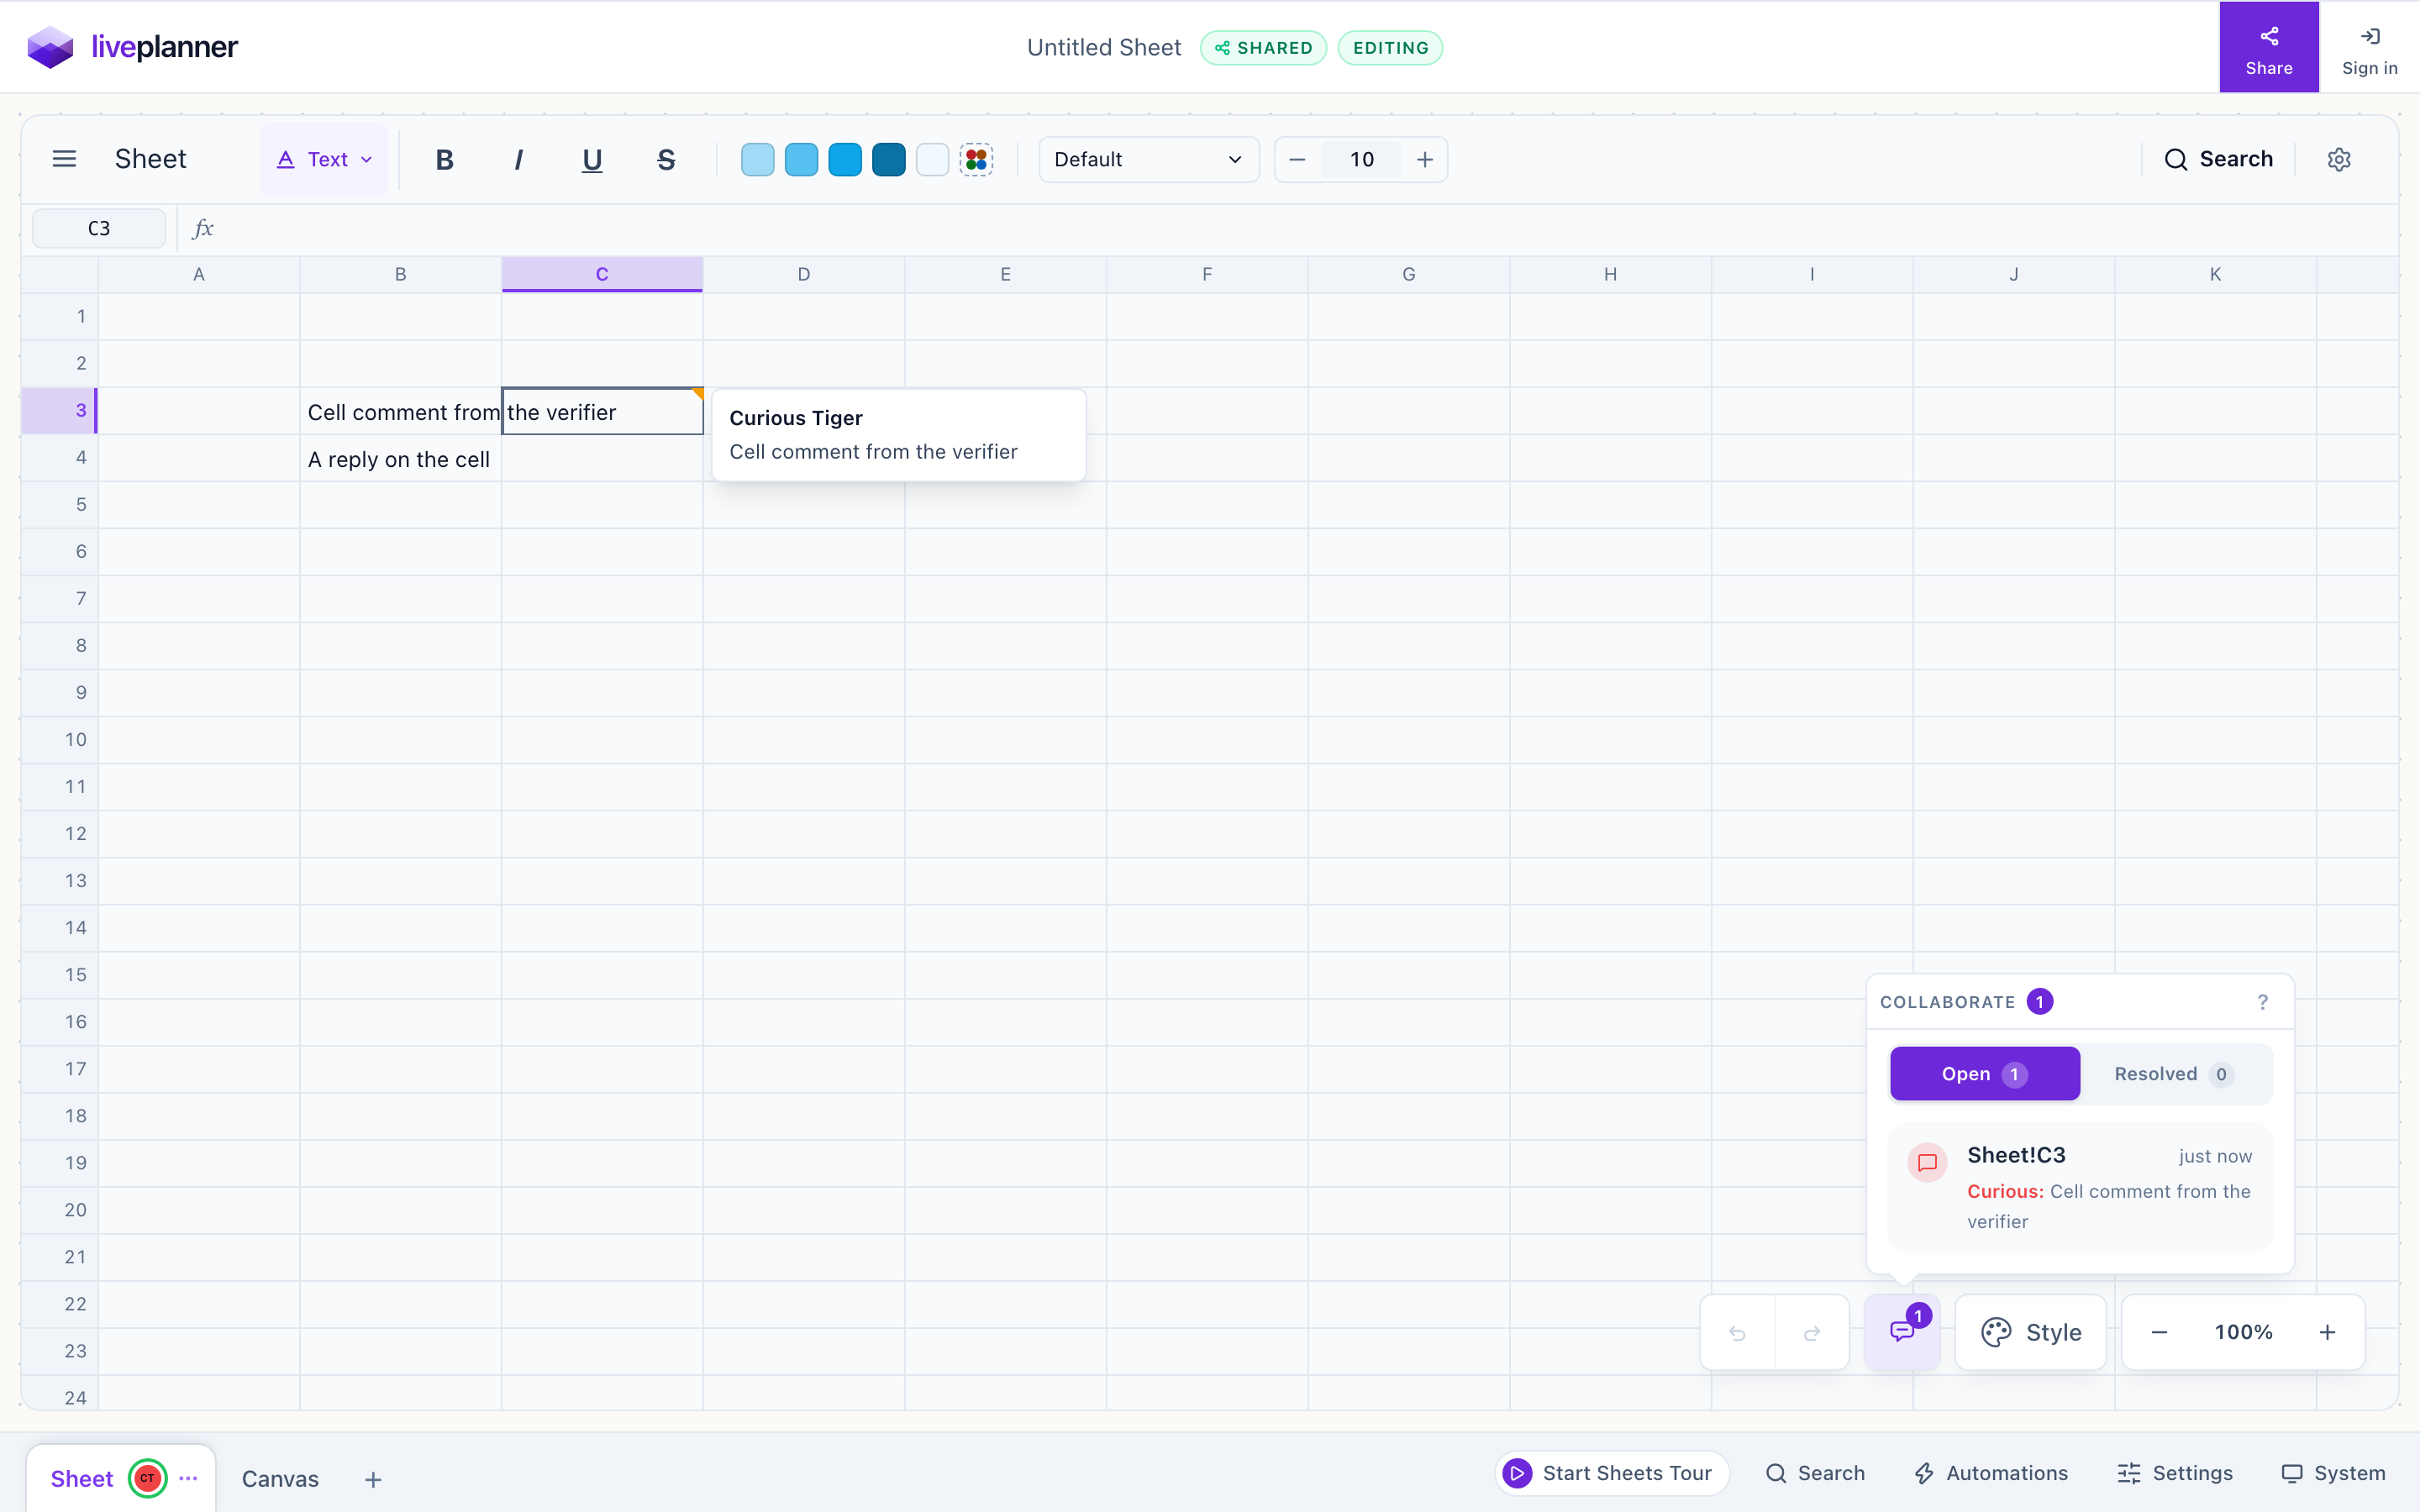 liveplanner
Untitled Sheet SHARED EDITING
Share
Sign in
Sheet Text B I U S Default 10 Search
C3 fx
A B C D E F G H I J K
1
2
3 Cell comment from the verifier
Curious Tiger
Cell comment from the verifier
4 A reply on the cell
5
6
7
8
9
10
11
12
13
14
15
16
17
18
19
20
21
22
23
24
COLLABORATE 1 ?
Open 1 Resolved 0
Sheet!C3 just now
Curious: Cell comment from the
verifier
1
Style 100%
Sheet CT Canvas Start Sheets Tour Search Automations Settings System